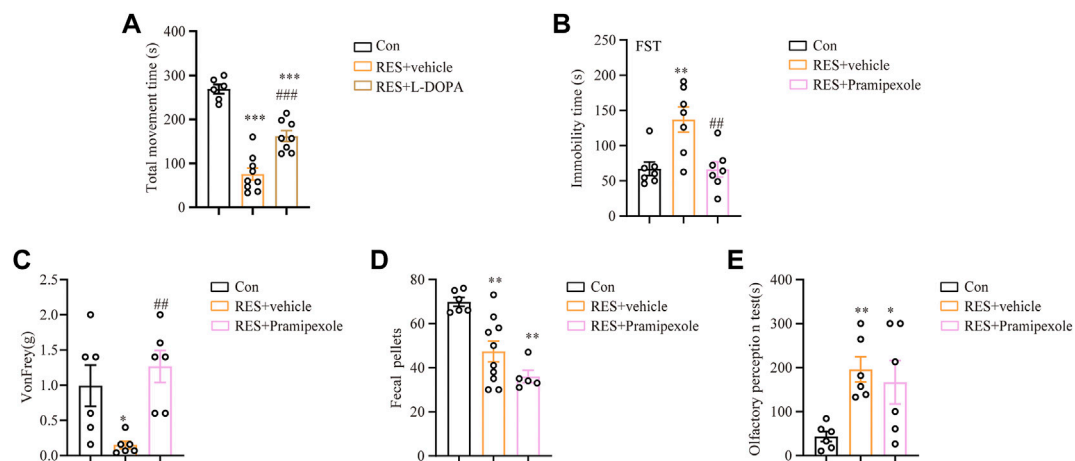 A
Total movement time (s)
400
300
200
100
0
***
***
###
Con
RES+vehicle
RES+L-DOPA
B
Immobility time (s)
250
200
150
100
50
0
FST
**
##
Con
RES+vehicle
RES+Pramipexole
C
VonFrey(g)
2.5
2.0
1.5
1.0
0.5
0.0
*
##
Con
RES+vehicle
RES+Pramipexole
D
Fecal pellets
80
60
40
20
0
**
**
Con
RES+vehicle
RES+Pramipexole
E
Olfactory perceptio n test(s)
400
300
200
100
0
**
*
Con
RES+vehicle
RES+Pramipexole